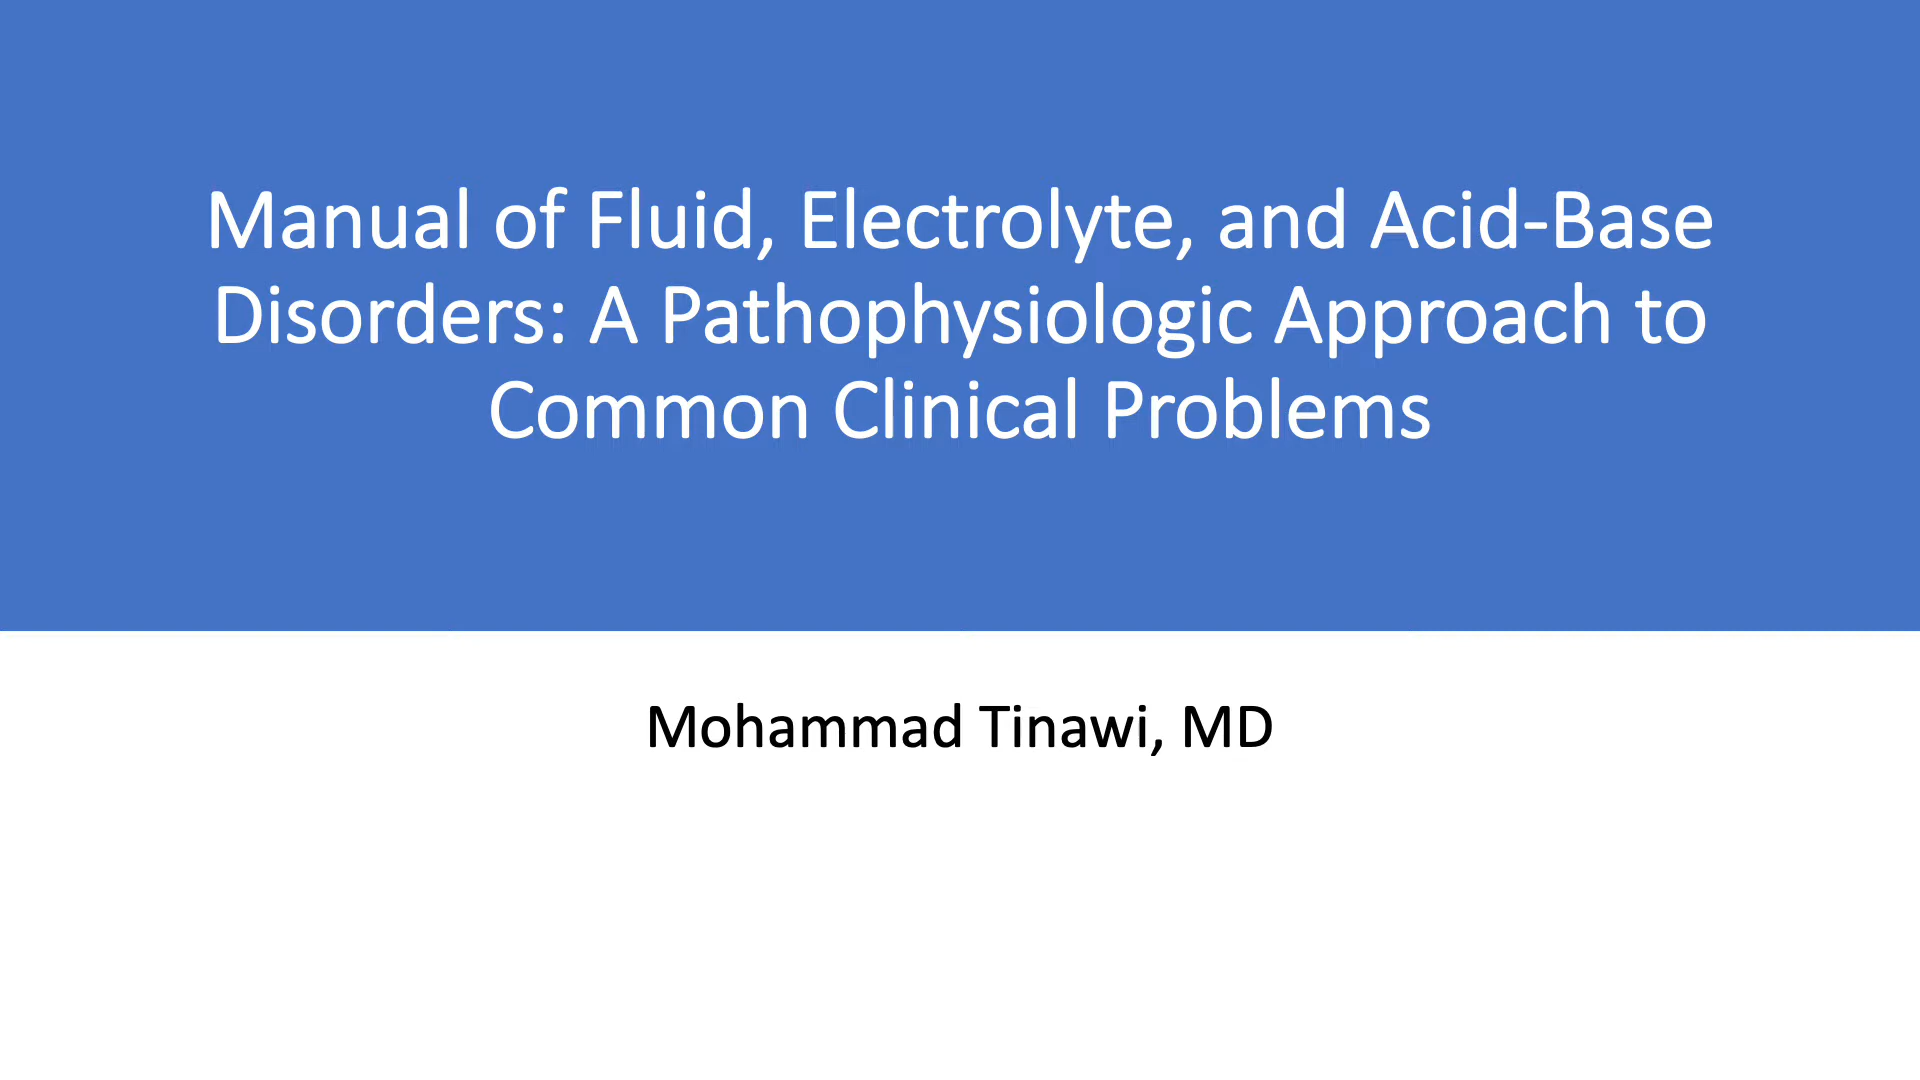 Manual of Fluid, Electrolyte, and Acid-Base
Disorders: A Pathophysiologic Approach to
Common Clinical Problems
Mohammad Tinawi, MD